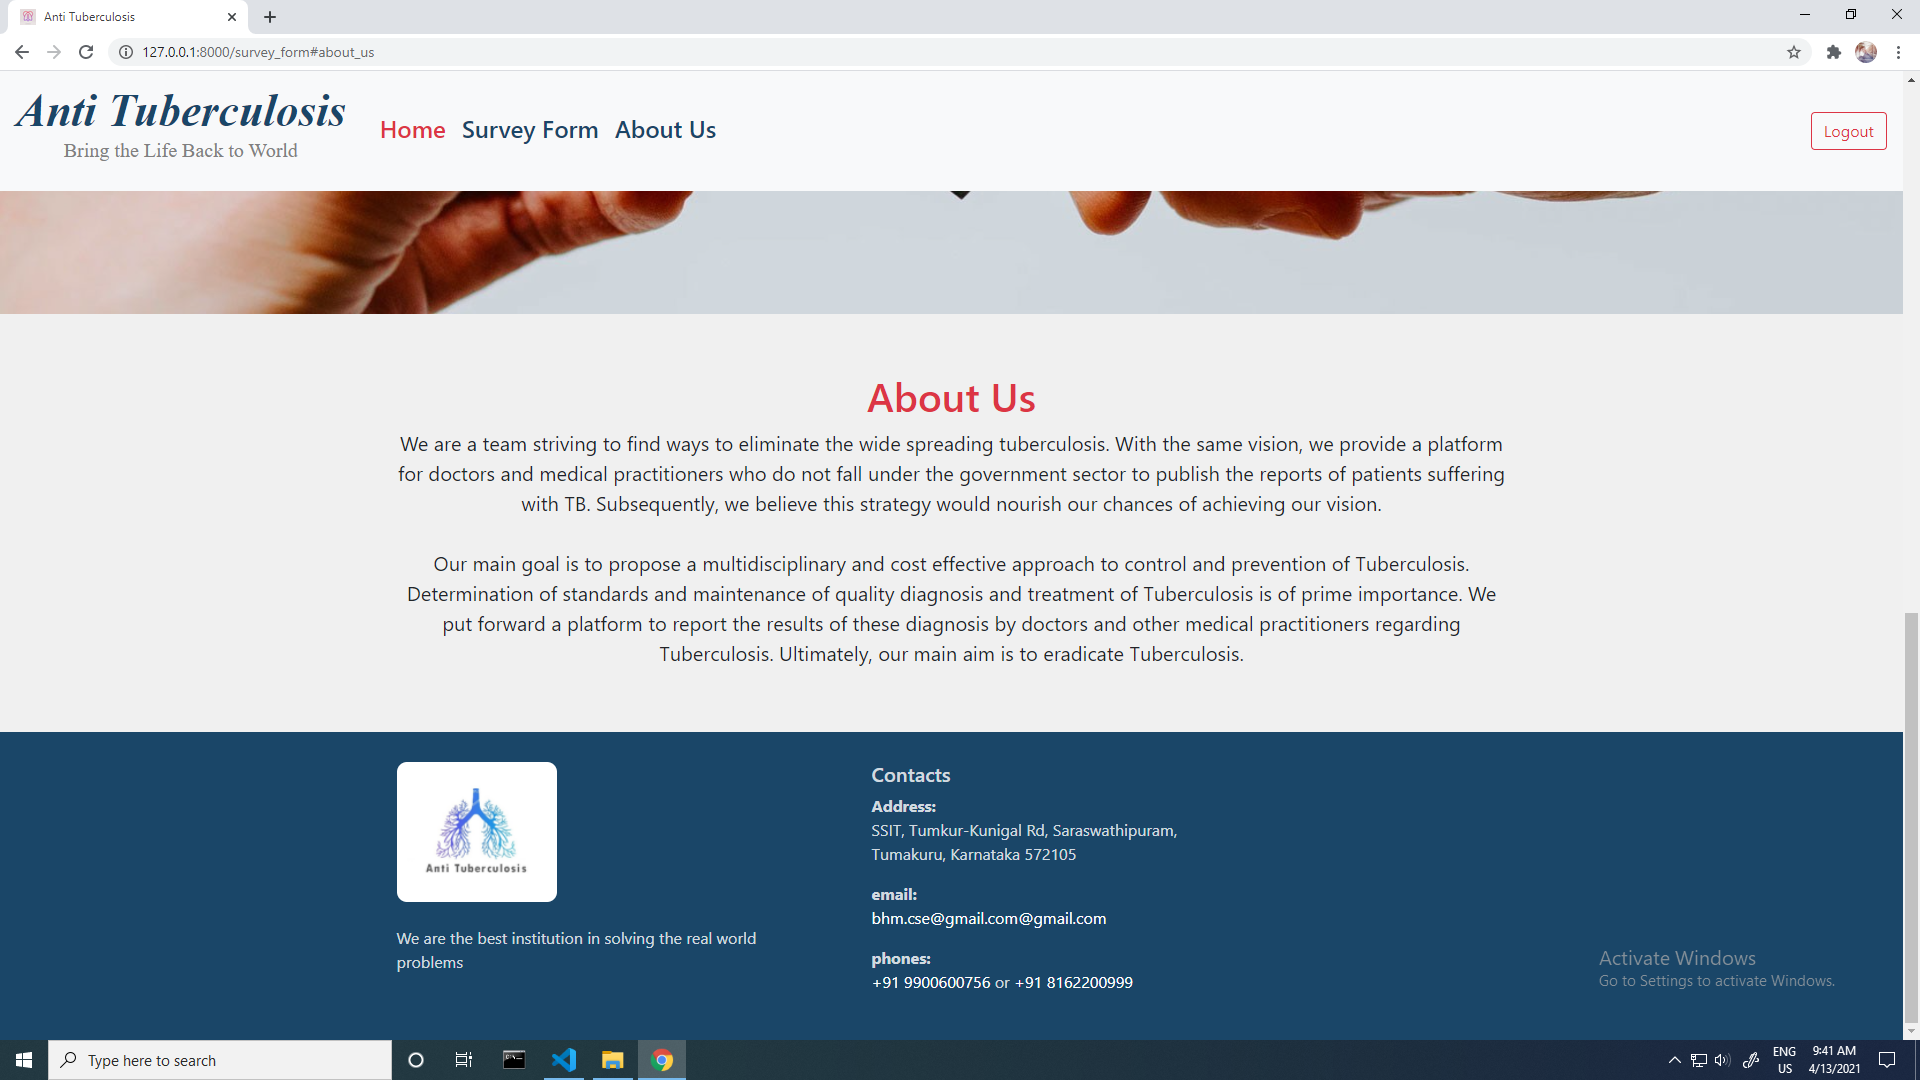 Anti Tuberculosis
127.0.0.1:8000/survey_form#about_us
Anti Tuberculosis
Bring the Life Back to World
Home Survey Form About Us
Logout
About Us
We are a team striving to find ways to eliminate the wide spreading tuberculosis. With the same vision, we provide a platform
for doctors and medical practitioners who do not fall under the government sector to publish the reports of patients suffering
with TB. Subsequently, we believe this strategy would nourish our chances of achieving our vision.
Our main goal is to propose a multidisciplinary and cost effective approach to control and prevention of Tuberculosis.
Determination of standards and maintenance of quality diagnosis and treatment of Tuberculosis is of prime importance. We
put forward a platform to report the results of these diagnosis by doctors and other medical practitioners regarding
Tuberculosis. Ultimately, our main aim is to eradicate Tuberculosis.
Anti Tuberculosis
We are the best institution in solving the real world
problems
Contacts
Address:
SSIT, Tumkur-Kunigal Rd, Saraswathipuram,
Tumakuru, Karnataka 572105
email:
bhm.cse@gmail.com@gmail.com
phones:
+91 9900600756 or +91 8162200999
Activate Windows
Go to Settings to activate Windows.
Type here to search
ENG
US
9:41 AM
4/13/2021